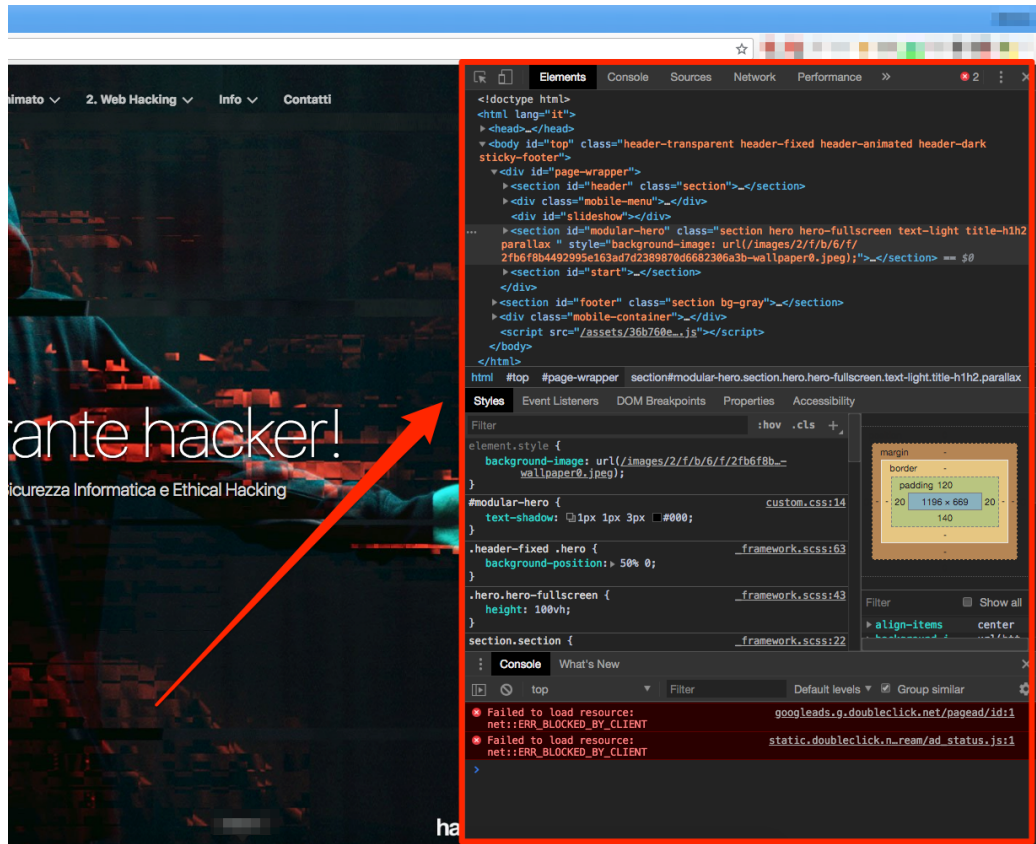 nimato 2. Web Hacking Info Contatti
rante hacker!
Sicurezza Informatica e Ethical Hacking
ha
Elements Console Sources Network Performance » 2
<!doctype html>
<html lang="it">
<head>…</head>
<body id="top" class="header-transparent header-fixed header-animated header-dark
sticky-footer">
<div id="page-wrapper">
<section id="header" class="section">…</section>
<div class="mobile-menu">…</div>
<div id="slideshow"></div>
… <section id="modular-hero" class="section hero hero-fullscreen text-light title-h1h2
parallax " style="background-image: url(/images/2/f/b/6/f/
2fb6f8b4492995e163ad7d2389870d6682306a3b-wallpaper0.jpeg);">…</section> == $0
<section id="start">…</section>
</div>
<section id="footer" class="section bg-gray">…</section>
<div class="mobile-container">…</div>
<script src="/assets/36b760e….js"></script>
</body>
</html>
html #top #page-wrapper section#modular-hero.section.hero.hero-fullscreen.text-light.title-h1h2.parallax
Styles Event Listeners DOM Breakpoints Properties Accessibility
Filter :hov .cls +
element.style {
background-image: url(/images/2/f/b/6/f/2fb6f8b…-
wallpaper0.jpeg);
}
#modular-hero { custom.css:14
text-shadow: 1px 1px 3px #000;
}
.header-fixed .hero { _framework.scss:63
background-position: 50% 0;
}
.hero.hero-fullscreen { _framework.scss:43
height: 100vh;
}
section.section { _framework.scss:22
margin -
border -
padding 120
- - 20 1196 × 669 20 - -
140
-
-
Filter Show all
align-items center
Console What's New
top Filter Default levels Group similar
Failed to load resource: googleads.g.doubleclick.net/pagead/id:1
net::ERR_BLOCKED_BY_CLIENT
Failed to load resource: static.doubleclick.n…ream/ad_status.js:1
net::ERR_BLOCKED_BY_CLIENT
>